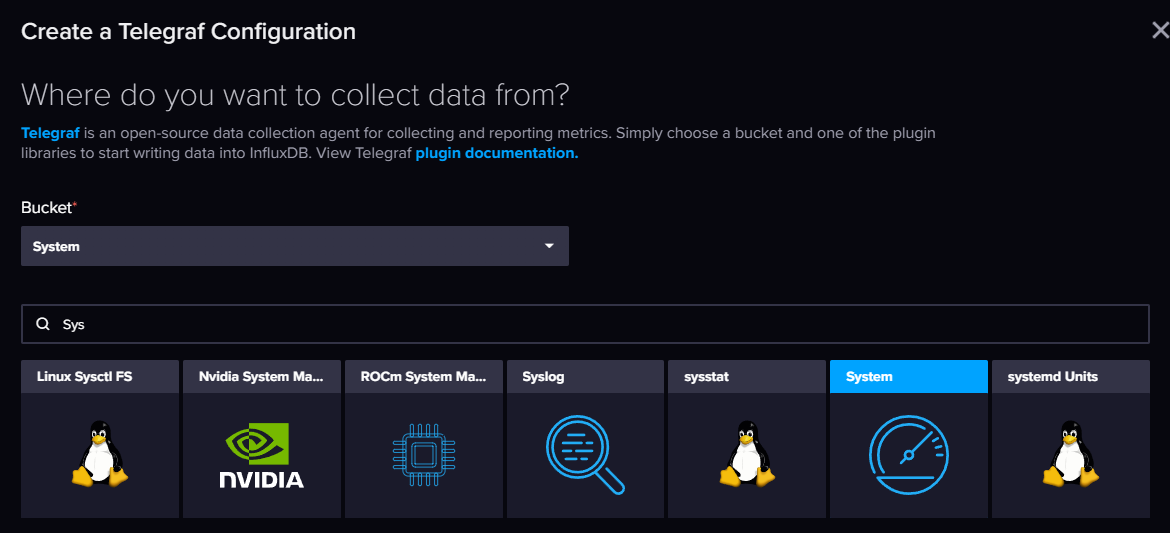 Create a Telegraf Configuration
Where do you want to collect data from?
Telegraf is an open-source data collection agent for collecting and reporting metrics. Simply choose a bucket and one of the plugin
libraries to start writing data into InfluxDB. View Telegraf plugin documentation.
Bucket*
System
Sys
Linux Sysctl FS
Nvidia System Ma...
ROCm System Ma...
Syslog
sysstat
System
systemd Units
NVIDIA